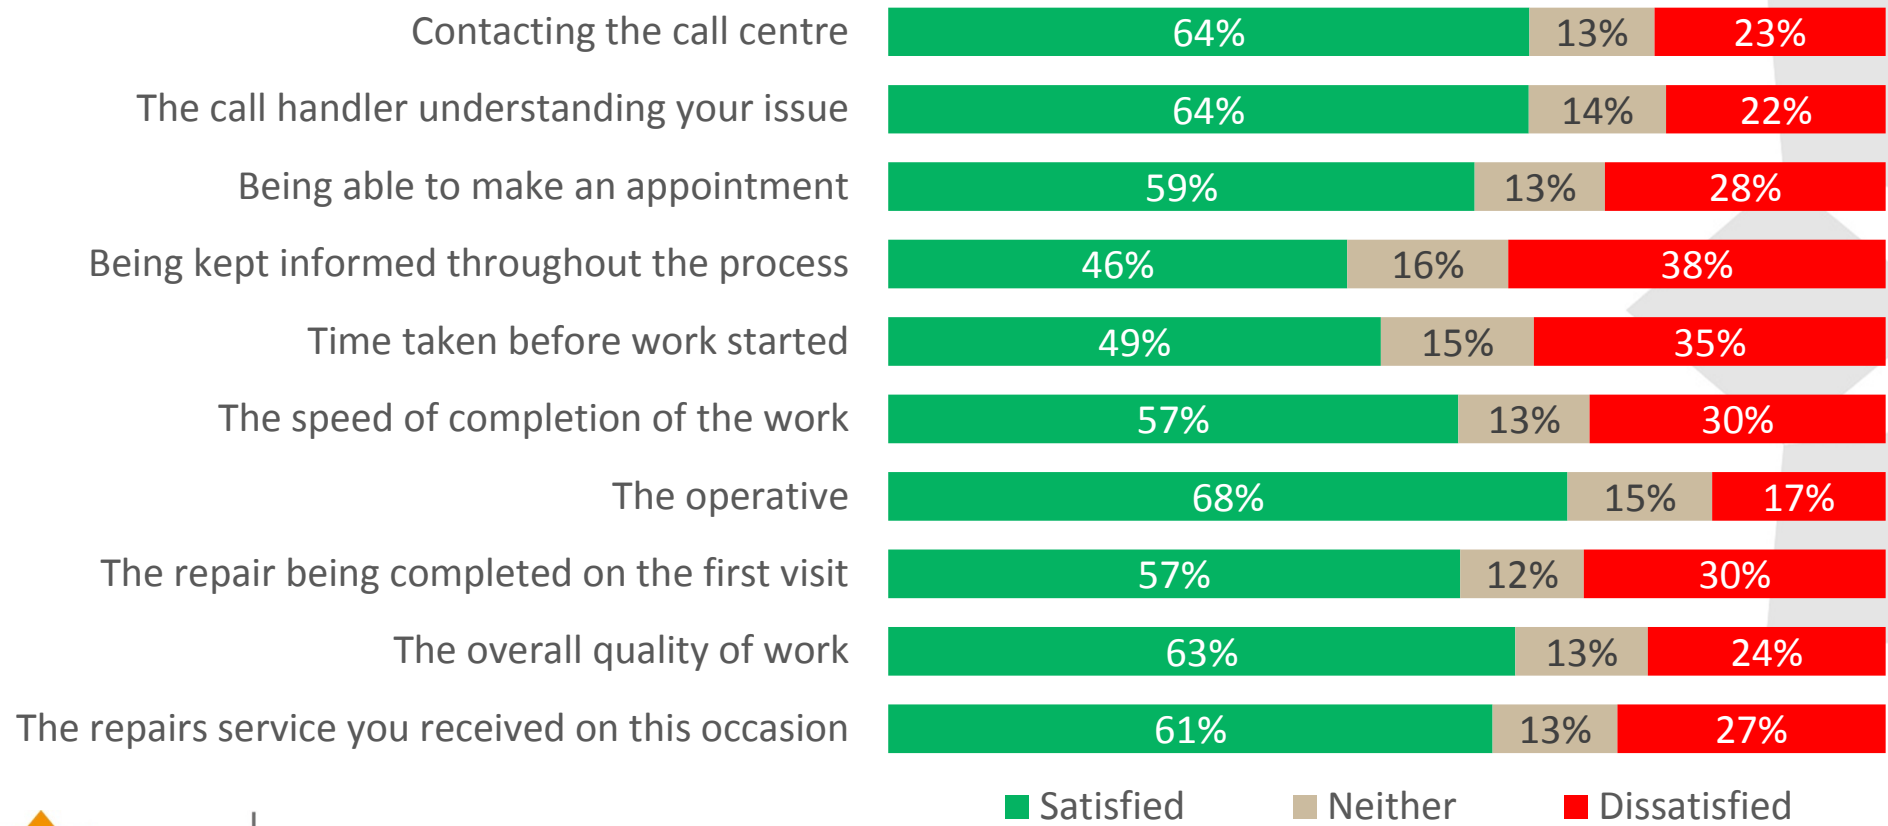 Contacting the call centre 64% 13% 23%
The call handler understanding your issue 64% 14% 22%
Being able to make an appointment 59% 13% 28%
Being kept informed throughout the process 46% 16% 38%
Time taken before work started 49% 15% 35%
The speed of completion of the work 57% 13% 30%
The operative 68% 15% 17%
The repair being completed on the first visit 57% 12% 30%
The overall quality of work 63% 13% 24%
The repairs service you received on this occasion 61% 13% 27%
Satisfied Neither Dissatisfied